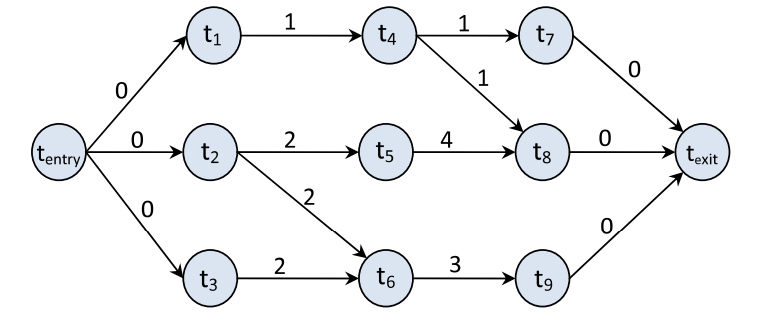 t1 1 t4 1 t7
0 1 0
tentry 0 t2 2 t5 4 t8 0 texit
0 2 0
t3 2 t6 3 t9